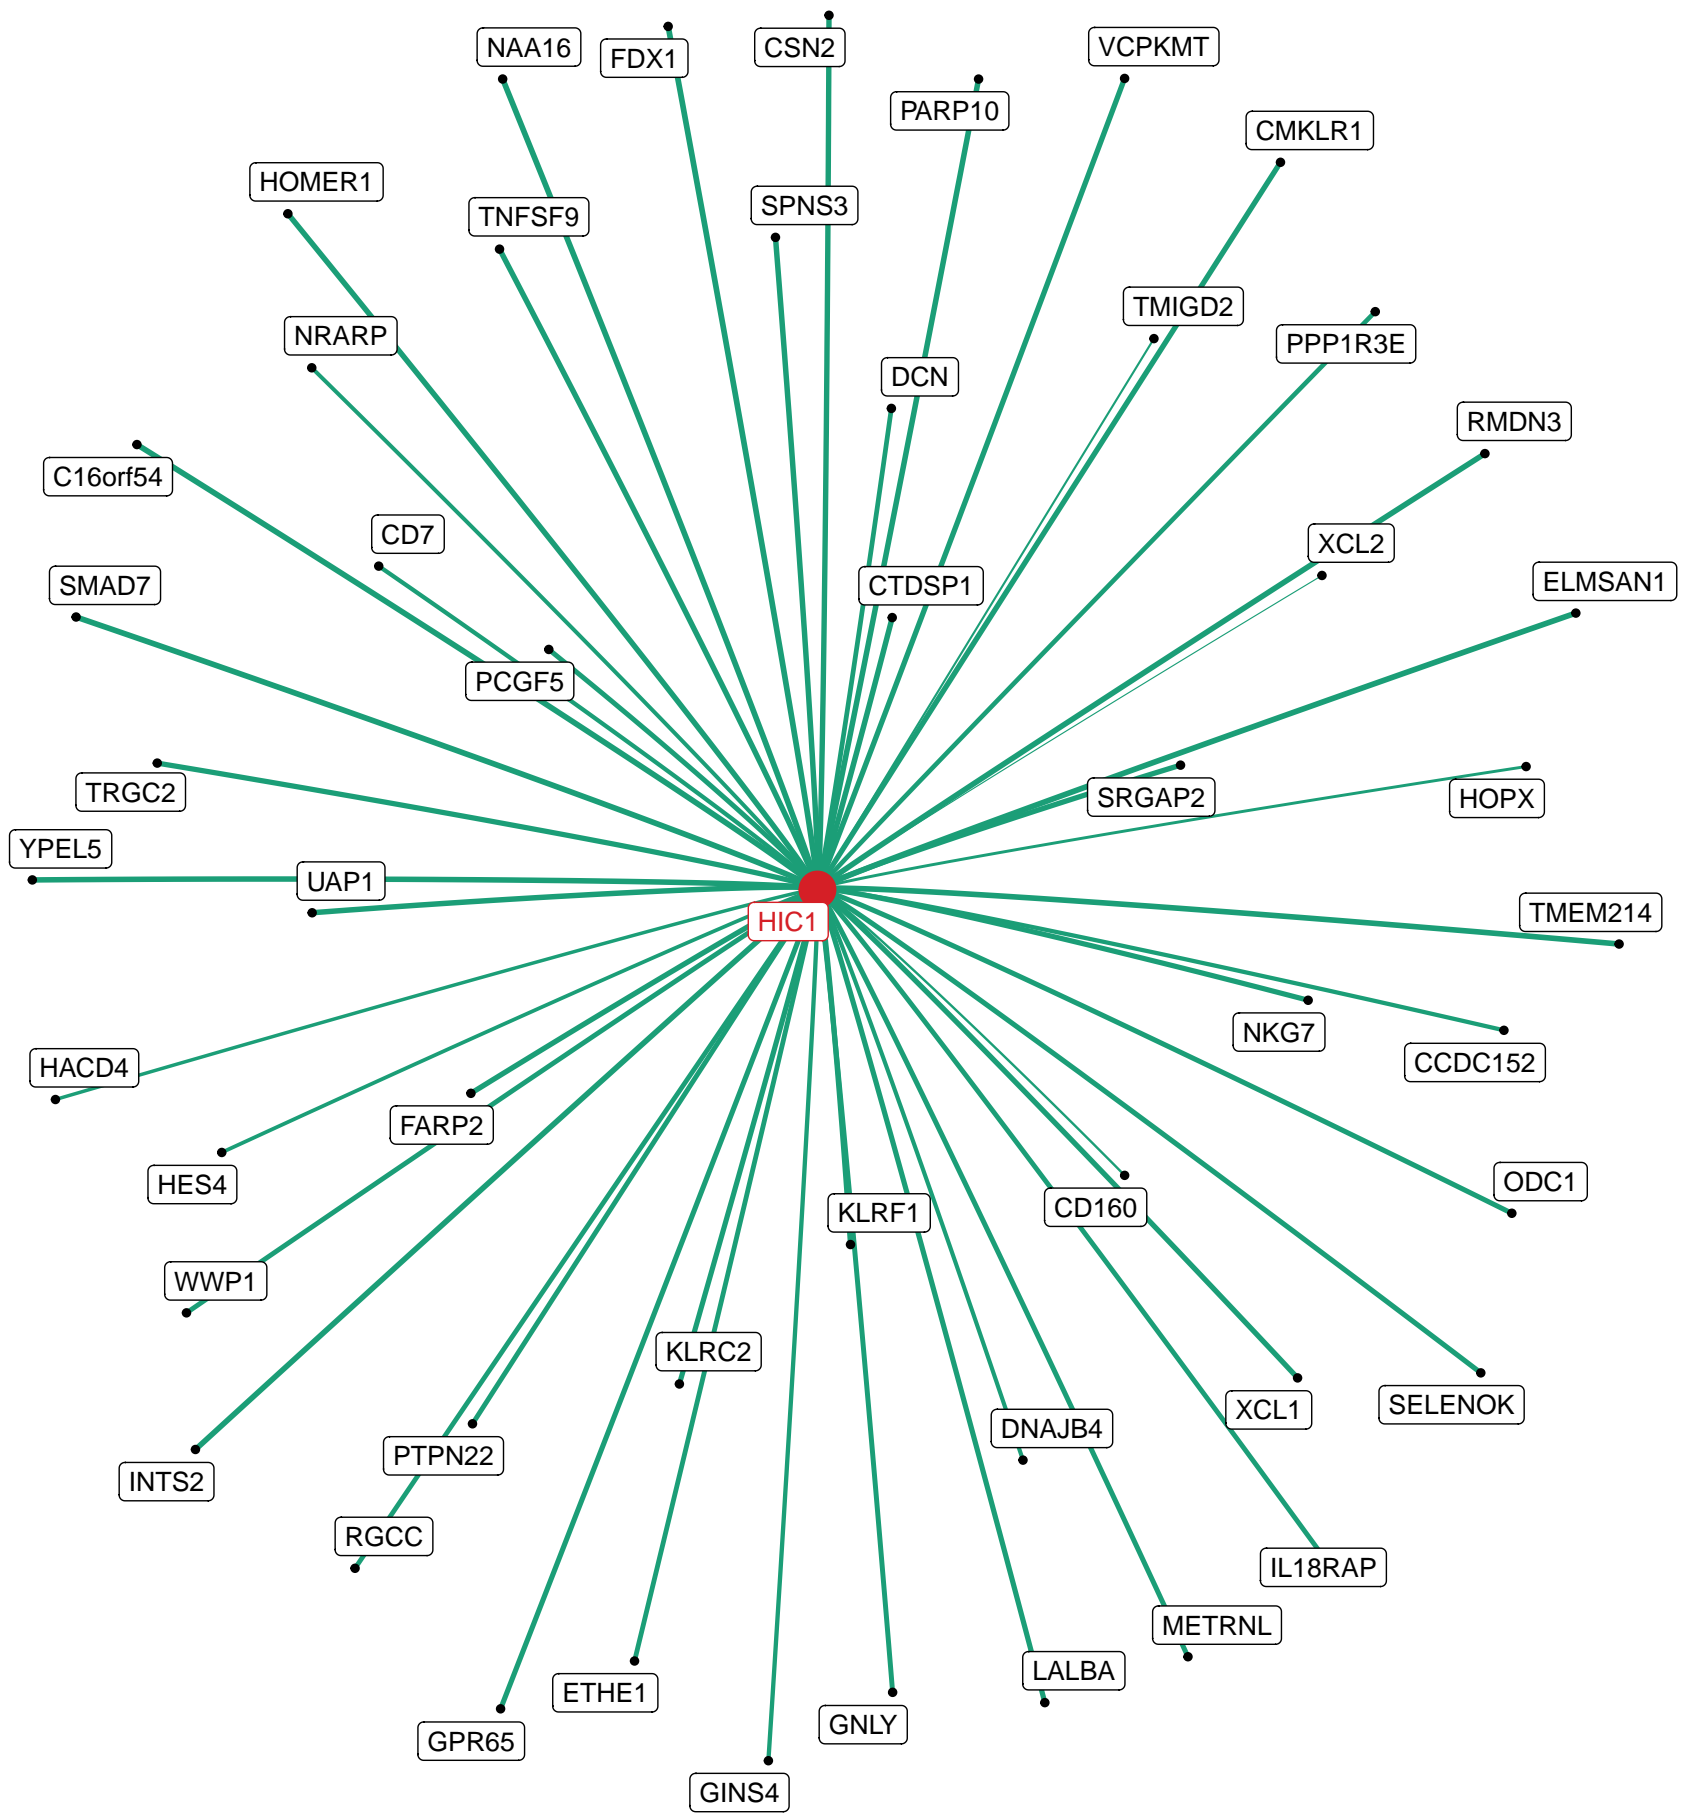 CSN2
NAA16
VCPKMT
FDX1
PARP10
CMKLR1
HOMER1
SPNS3
TNFSF9
TMIGD2
NRARP
PPP1R3E
DCN
RMDN3
C16orf54
CD7
XCL2
SMAD7
CTDSP1
ELMSAN1
PCGF5
TRGC2
SRGAP2
HOPX
YPEL5
UAP1
HIC1
TMEM214
NKG7
CCDC152
HACD4
FARP2
ODC1
HES4
CD160
KLRF1
WWP1
KLRC2
SELENOK
XCL1
DNAJB4
PTPN22
INTS2
RGCC
IL18RAP
METRNL
LALBA
ETHE1
GNLY
GPR65
GINS4